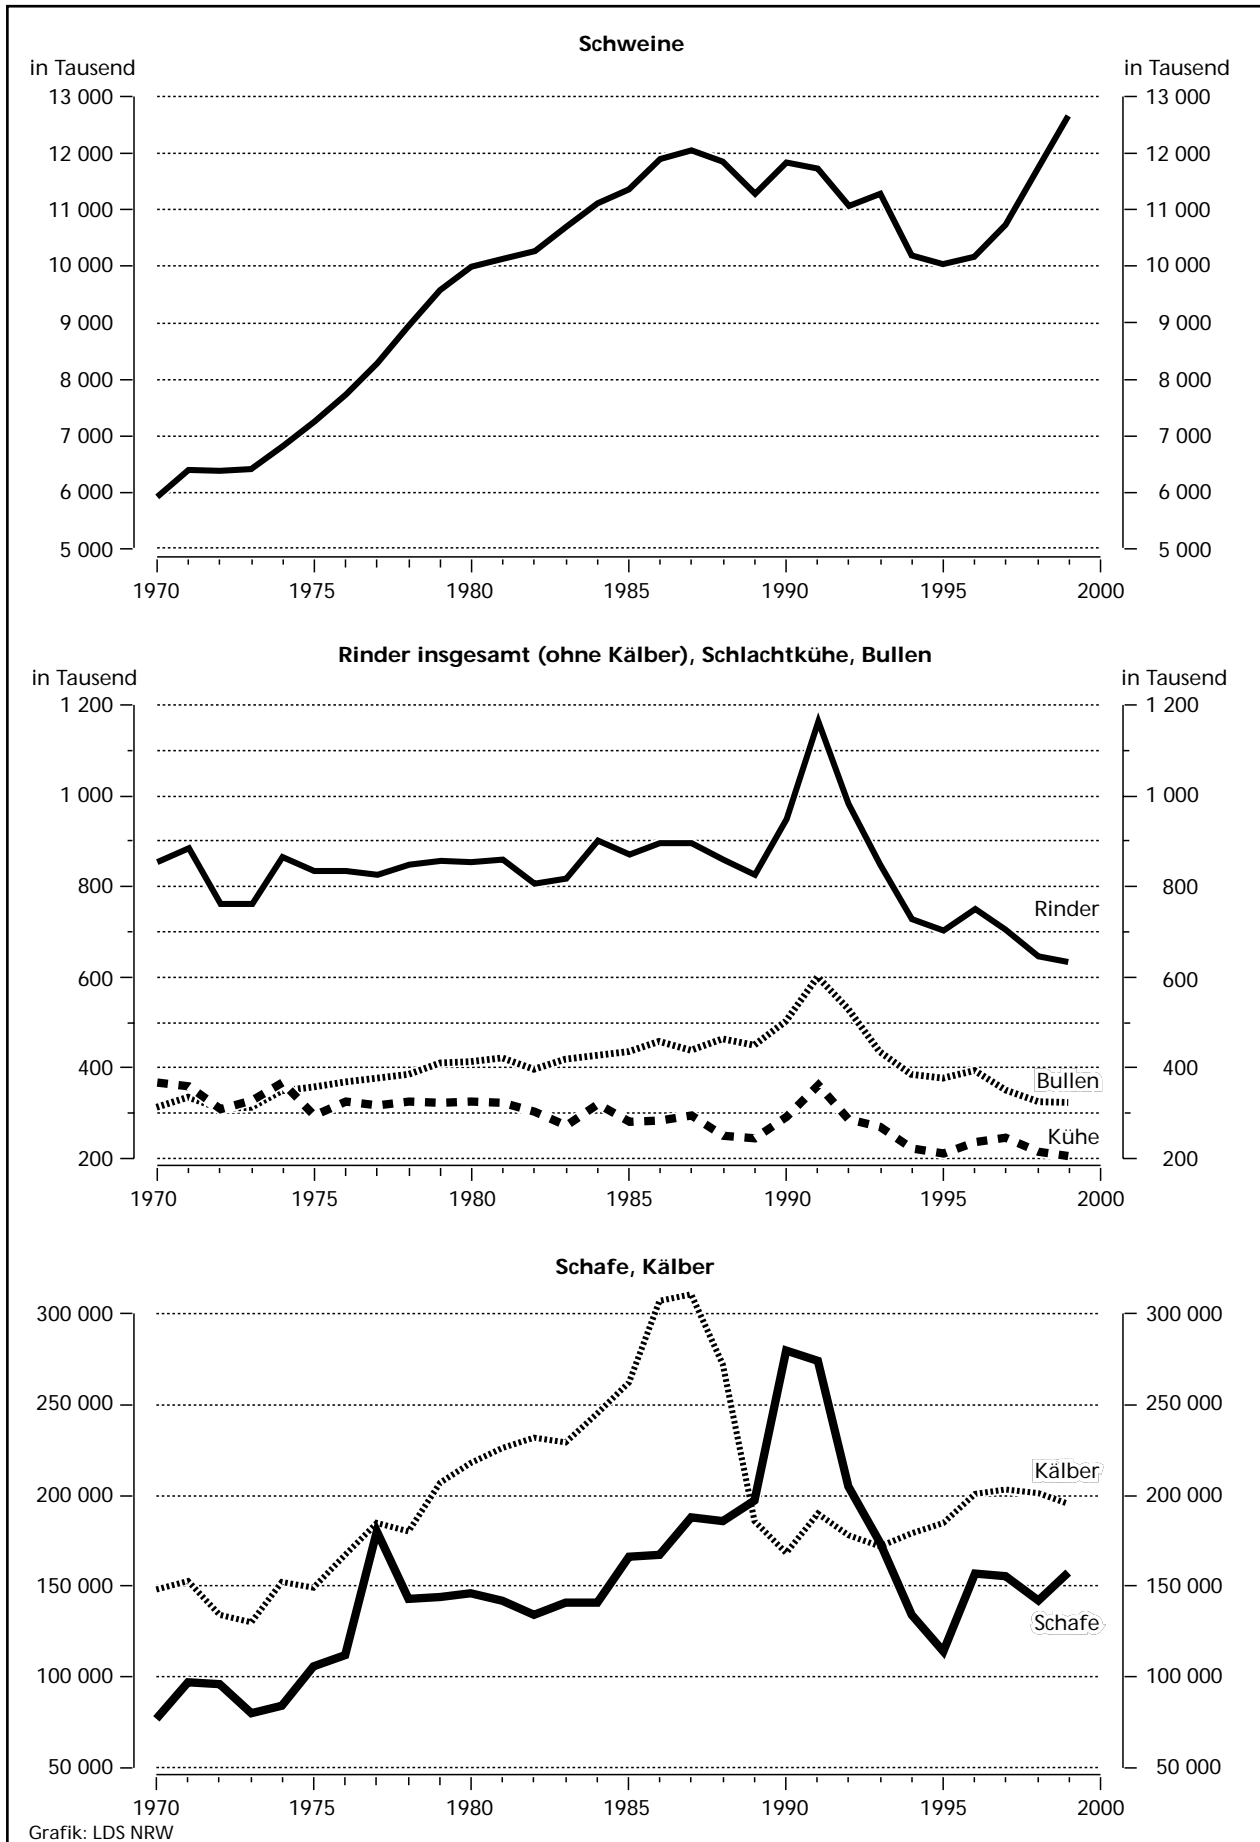 Schweine
in Tausend in Tausend
13 000 13 000
12 000 12 000
11 000 11 000
10 000 10 000
9 000 9 000
8 000 8 000
7 000 7 000
6 000 6 000
5 000 5 000
1970 1975 1980 1985 1990 1995 2000
Rinder insgesamt (ohne Kälber), Schlachtkühe, Bullen
in Tausend in Tausend
1 200 1 200
1 000 1 000
800 800
Rinder
600 600
400 400
Bullen
Kühe
200 200
1970 1975 1980 1985 1990 1995 2000
Schafe, Kälber
300 000 300 000
250 000 250 000
Kälber
200 000 200 000
150 000 150 000
Schafe
100 000 100 000
50 000 50 000
1970 1975 1980 1985 1990 1995 2000
Grafik: LDS NRW